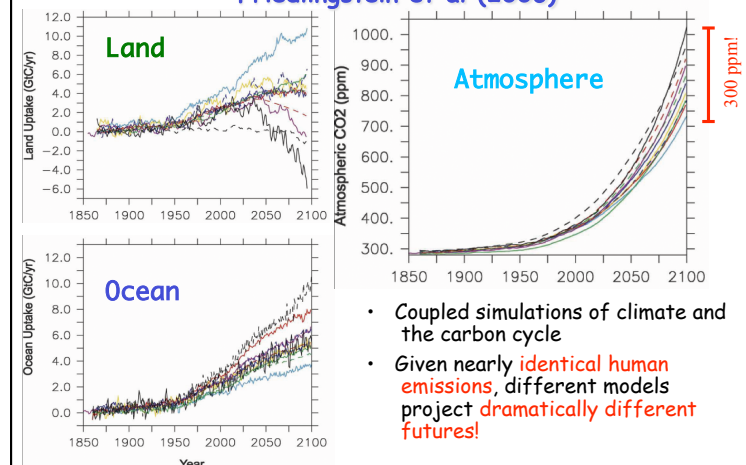 Land
Land Uptake (GtC/yr)
12.0
10.0
8.0
6.0
4.0
2.0
0.0
−2.0
−4.0
−6.0
1850 1900 1950 2000 2050 2100
Atmosphere
Atmospheric CO2 (ppm)
1000.
900.
800.
700.
600.
500.
400.
300.
1850 1900 1950 2000 2050 2100
300 ppm!
Ocean
Ocean Uptake (GtC/yr)
12.0
10.0
8.0
6.0
4.0
2.0
0.0
1850 1900 1950 2000 2050 2100
• Coupled simulations of climate and
the carbon cycle
• Given nearly identical human
emissions, different models
project dramatically different
futures!